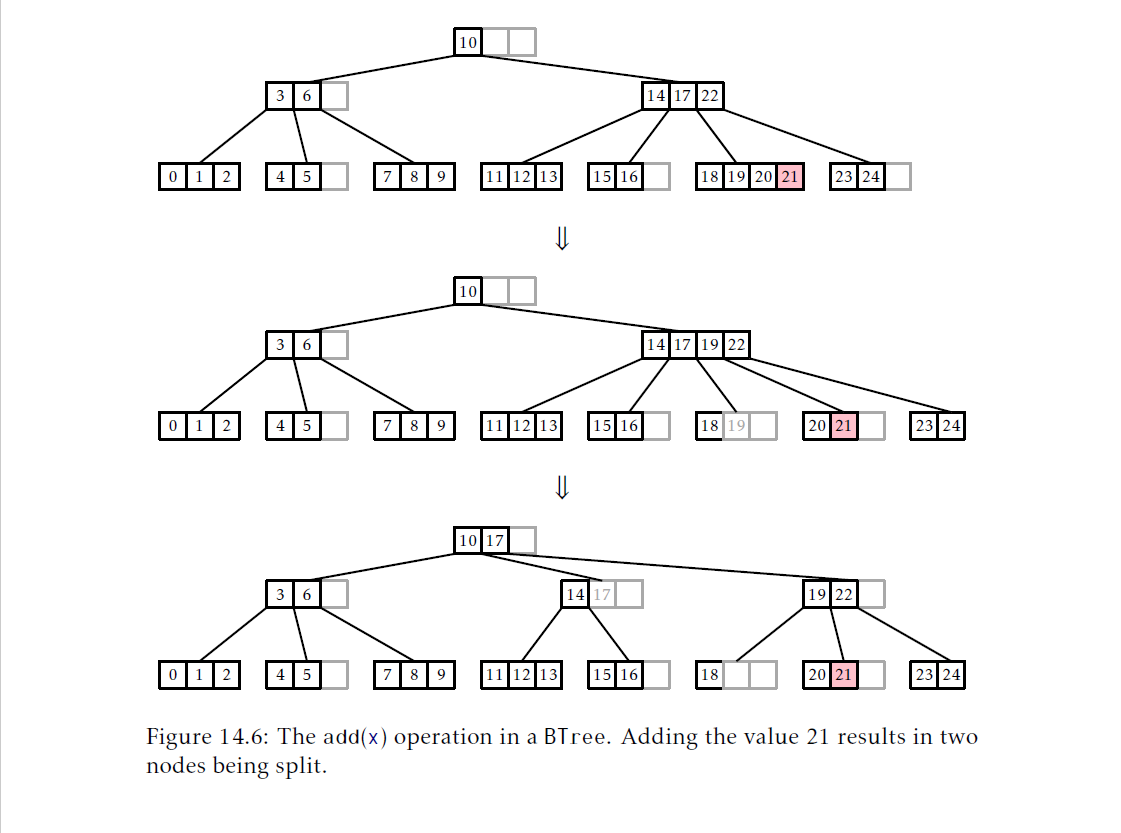 10
3 6 14 17 22
0 1 2 4 5 7 8 9 11 12 13 15 16 18 19 20 21 23 24
⇓
10
3 6 14 17 19 22
0 1 2 4 5 7 8 9 11 12 13 15 16 18 19 20 21 23 24
⇓
10 17
3 6 14 17 19 22
0 1 2 4 5 7 8 9 11 12 13 15 16 18 20 21 23 24
Figure 14.6: The add(x) operation in a BTree. Adding the value 21 results in two
nodes being split.